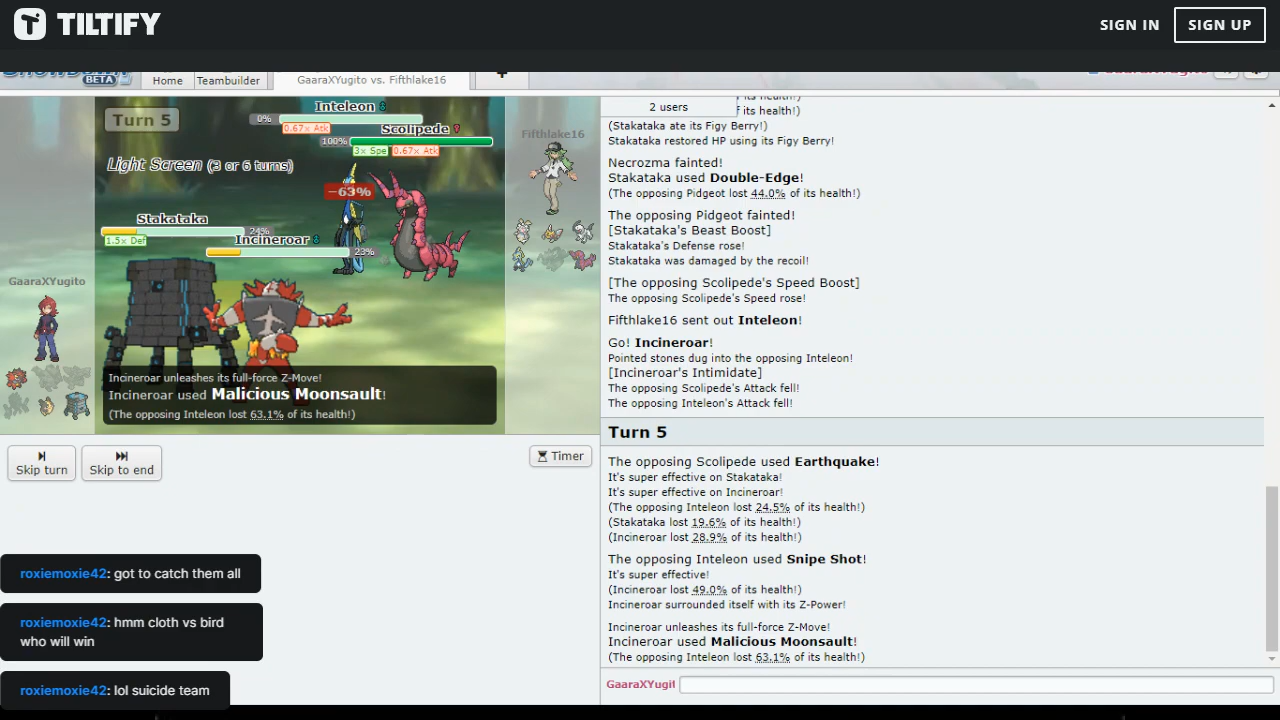 TILTIFY
SIGN IN
SIGN UP
BETA
Home
Teambuilder
GaaraXYugito vs. Fifthlake16
Turn 5
Inteleon
0%
0.67× Atk
Scolipede
100%
3× Spe
0.67× Atk
Light Screen (3 or 6 turns)
−63%
Stakataka
24%
1.5× Def
Incineroar
23%
GaaraXYugito
Fifthlake16
Incineroar unleashes its full-force Z-Move!
Incineroar used Malicious Moonsault!
(The opposing Inteleon lost 63.1% of its health!)
Skip turn
Skip to end
Timer
roxiemoxie42: got to catch them all
roxiemoxie42: hmm cloth vs bird
who will win
roxiemoxie42: lol suicide team
2 users
f its health!)
(Stakataka ate its Figy Berry!)
Stakataka restored HP using its Figy Berry!
Necrozma fainted!
Stakataka used Double-Edge!
(The opposing Pidgeot lost 44.0% of its health!)
The opposing Pidgeot fainted!
[Stakataka's Beast Boost]
Stakataka's Defense rose!
Stakataka was damaged by the recoil!
[The opposing Scolipede's Speed Boost]
The opposing Scolipede's Speed rose!
Fifthlake16 sent out Inteleon!
Go! Incineroar!
Pointed stones dug into the opposing Inteleon!
[Incineroar's Intimidate]
The opposing Scolipede's Attack fell!
The opposing Inteleon's Attack fell!
Turn 5
The opposing Scolipede used Earthquake!
It's super effective on Stakataka!
It's super effective on Incineroar!
(The opposing Inteleon lost 24.5% of its health!)
(Stakataka lost 19.6% of its health!)
(Incineroar lost 28.9% of its health!)
The opposing Inteleon used Snipe Shot!
It's super effective!
(Incineroar lost 49.0% of its health!)
Incineroar surrounded itself with its Z-Power!
Incineroar unleashes its full-force Z-Move!
Incineroar used Malicious Moonsault!
(The opposing Inteleon lost 63.1% of its health!)
GaaraXYugit